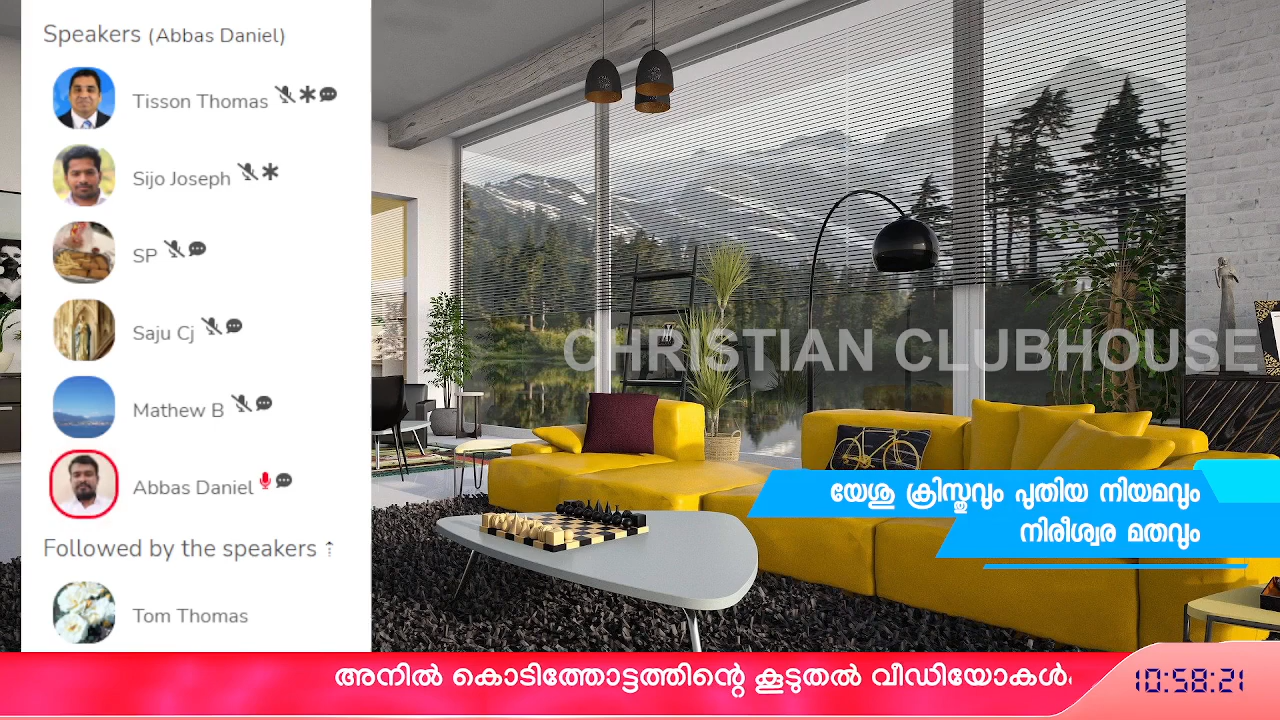 Speakers (Abbas Daniel)
Tisson Thomas
Sijo Joseph
SP
Saju Cj
Mathew B
Abbas Daniel
Followed by the speakers
Tom Thomas
CHRISTIAN CLUBHOUSE
യേശു ക്രിസ്തുവും പുതിയ നിയമവും
നിരീശ്വര മതവും
അനിൽ കൊടിത്തോട്ടത്തിന്റെ കൂടുതൽ വീഡിയോകൾ
10:58:21